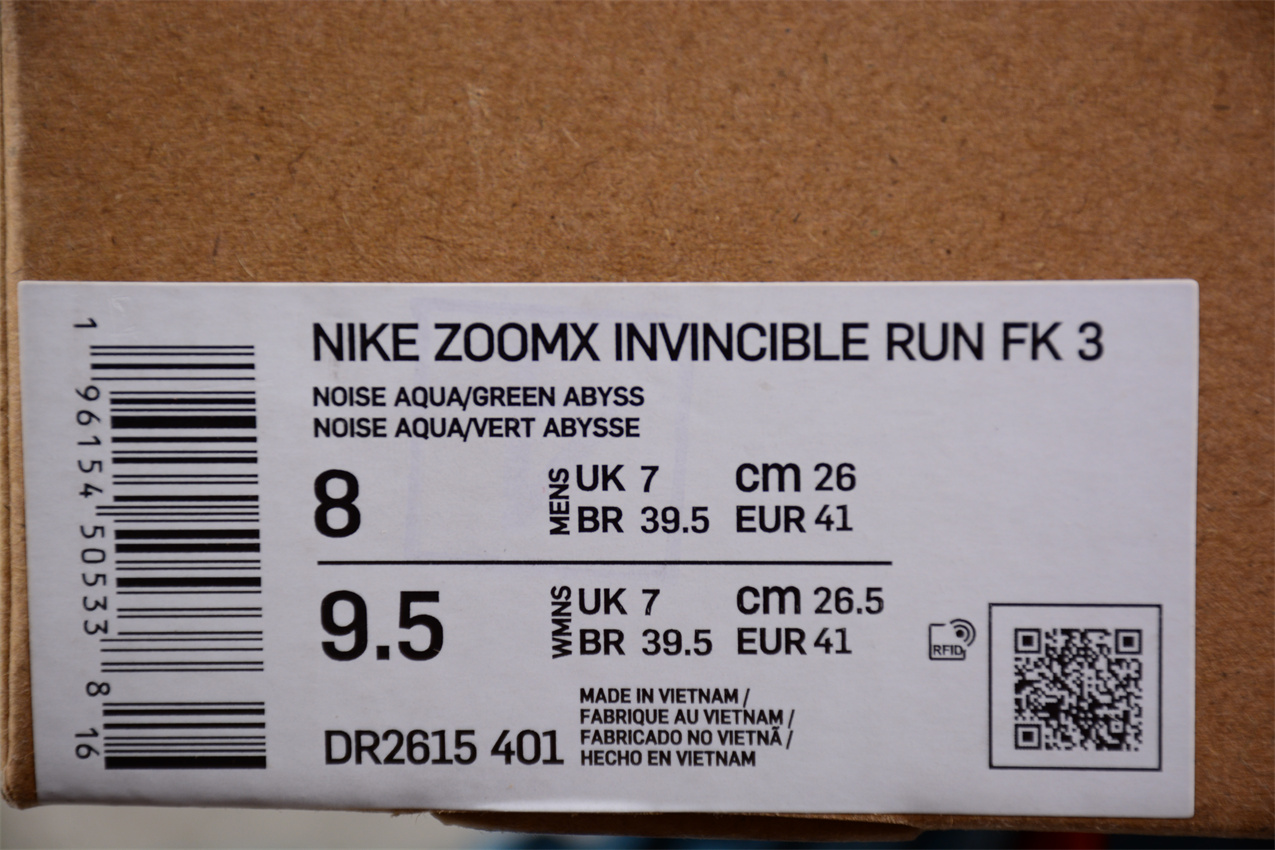 1 96154 50533 8 16
NIKE ZOOMX INVINCIBLE RUN FK 3
NOISE AQUA/GREEN ABYSS
NOISE AQUA/VERT ABYSSE
8
MENS
UK 7 cm 26
BR 39.5 EUR 41
9.5
WMNS
UK 7 cm 26.5
BR 39.5 EUR 41
RFID
DR2615 401
MADE IN VIETNAM /
FABRIQUE AU VIETNAM /
FABRICADO NO VIETNÃ /
HECHO EN VIETNAM